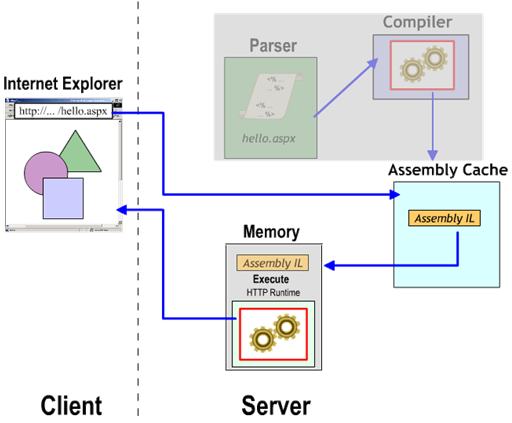 Compiler
Parser
<% ...
... %>
<% ...
... %>
hello.aspx
Internet Explorer
http://... /hello.aspx
Assembly Cache
Assembly IL
Memory
Assembly IL
Execute
HTTP Runtime
Client
Server